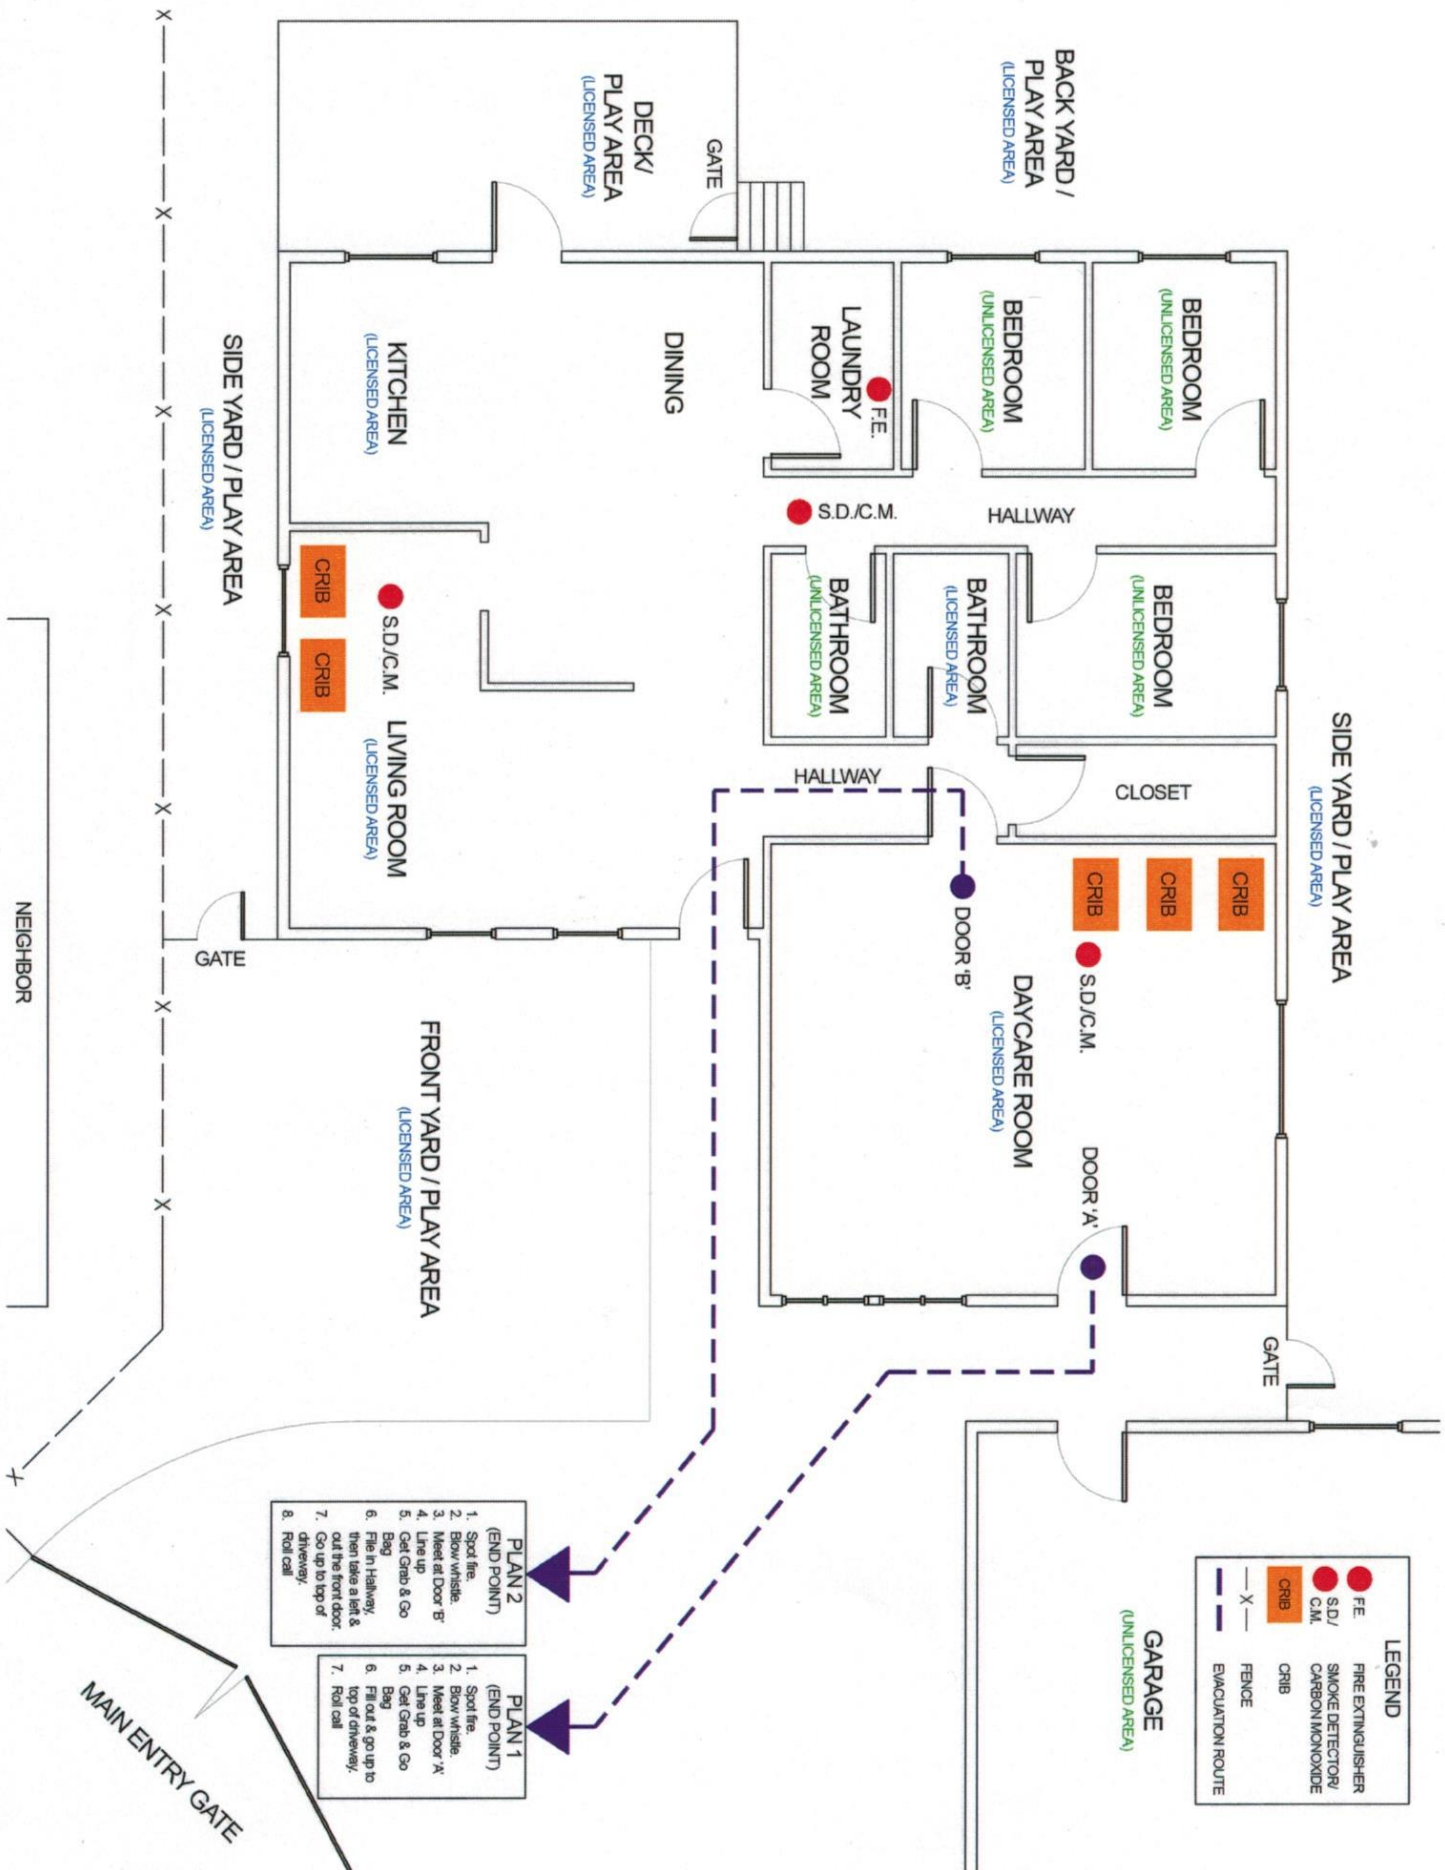 BACK YARD /
PLAY AREA
(LICENSED AREA)
DECK/
PLAY AREA
(LICENSED AREA)
GATE
SIDE YARD / PLAY AREA
(LICENSED AREA)
BEDROOM
(UNLICENSED AREA)
BEDROOM
(UNLICENSED AREA)
LAUNDRY
ROOM
F.E.
DINING
KITCHEN
(LICENSED AREA)
SIDE YARD / PLAY AREA
(LICENSED AREA)
HALLWAY
S.D./C.M.
BEDROOM
(UNLICENSED AREA)
BATHROOM
(LICENSED AREA)
BATHROOM
(UNLICENSED AREA)
CRIB
CRIB
S.D./C.M.
LIVING ROOM
(LICENSED AREA)
CLOSET
HALLWAY
CRIB
CRIB
CRIB
S.D./C.M.
DOOR 'B'
DAYCARE ROOM
(LICENSED AREA)
DOOR 'A'
GATE
GATE
NEIGHBOR
FRONT YARD / PLAY AREA
(LICENSED AREA)
GARAGE
(UNLICENSED AREA)
LEGEND
F.E. FIRE EXTINGUISHER
S.D./ SMOKE DETECTOR/
C.M. CARBON MONOXIDE
CRIB CRIB
—X— FENCE
EVACUATION ROUTE
PLAN 2
(END POINT)
1. Spot fire.
2. Blow whistle.
3. Meet at Door 'B'
4. Line up
5. Get Grab & Go
Bag
6. File in Hallway,
then take a left &
out the front door.
7. Go up to top of
driveway.
8. Roll call
PLAN 1
(END POINT)
1. Spot fire.
2. Blow whistle.
3. Meet at Door 'A'
4. Line up
5. Get Grab & Go
Bag
6. Fill out & go up to
top of driveway.
7. Roll call
MAIN ENTRY GATE